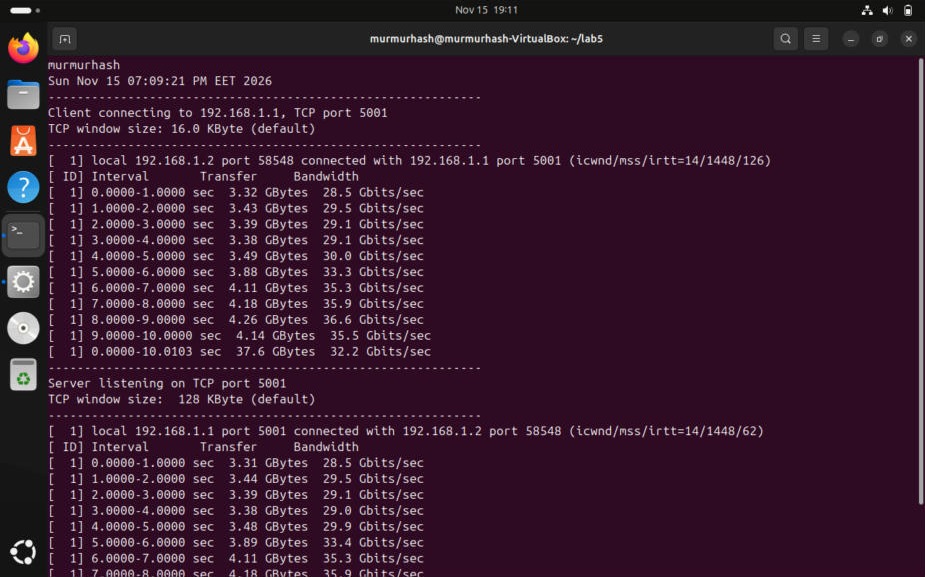 Nov 15 19:11
murmurhash@murmurhash-VirtualBox: ~/lab5
murmurhash
Sun Nov 15 07:09:21 PM EET 2026
------------------------------------------------------------
Client connecting to 192.168.1.1, TCP port 5001
TCP window size: 16.0 KByte (default)
------------------------------------------------------------
[  1] local 192.168.1.2 port 58548 connected with 192.168.1.1 port 5001 (icwnd/mss/irtt=14/1448/126)
[ ID] Interval       Transfer     Bandwidth
[  1] 0.0000-1.0000 sec  3.32 GBytes  28.5 Gbits/sec
[  1] 1.0000-2.0000 sec  3.43 GBytes  29.5 Gbits/sec
[  1] 2.0000-3.0000 sec  3.39 GBytes  29.1 Gbits/sec
[  1] 3.0000-4.0000 sec  3.38 GBytes  29.1 Gbits/sec
[  1] 4.0000-5.0000 sec  3.49 GBytes  30.0 Gbits/sec
[  1] 5.0000-6.0000 sec  3.88 GBytes  33.3 Gbits/sec
[  1] 6.0000-7.0000 sec  4.11 GBytes  35.3 Gbits/sec
[  1] 7.0000-8.0000 sec  4.18 GBytes  35.9 Gbits/sec
[  1] 8.0000-9.0000 sec  4.26 GBytes  36.6 Gbits/sec
[  1] 9.0000-10.0000 sec  4.14 GBytes  35.5 Gbits/sec
[  1] 0.0000-10.0103 sec  37.6 GBytes  32.2 Gbits/sec
------------------------------------------------------------
Server listening on TCP port 5001
TCP window size:  128 KByte (default)
------------------------------------------------------------
[  1] local 192.168.1.1 port 5001 connected with 192.168.1.2 port 58548 (icwnd/mss/irtt=14/1448/62)
[ ID] Interval       Transfer     Bandwidth
[  1] 0.0000-1.0000 sec  3.31 GBytes  28.5 Gbits/sec
[  1] 1.0000-2.0000 sec  3.44 GBytes  29.5 Gbits/sec
[  1] 2.0000-3.0000 sec  3.39 GBytes  29.1 Gbits/sec
[  1] 3.0000-4.0000 sec  3.38 GBytes  29.0 Gbits/sec
[  1] 4.0000-5.0000 sec  3.48 GBytes  29.9 Gbits/sec
[  1] 5.0000-6.0000 sec  3.89 GBytes  33.4 Gbits/sec
[  1] 6.0000-7.0000 sec  4.11 GBytes  35.3 Gbits/sec
[  1] 7.0000-8.0000 sec  4.18 GBytes  35.9 Gbits/sec